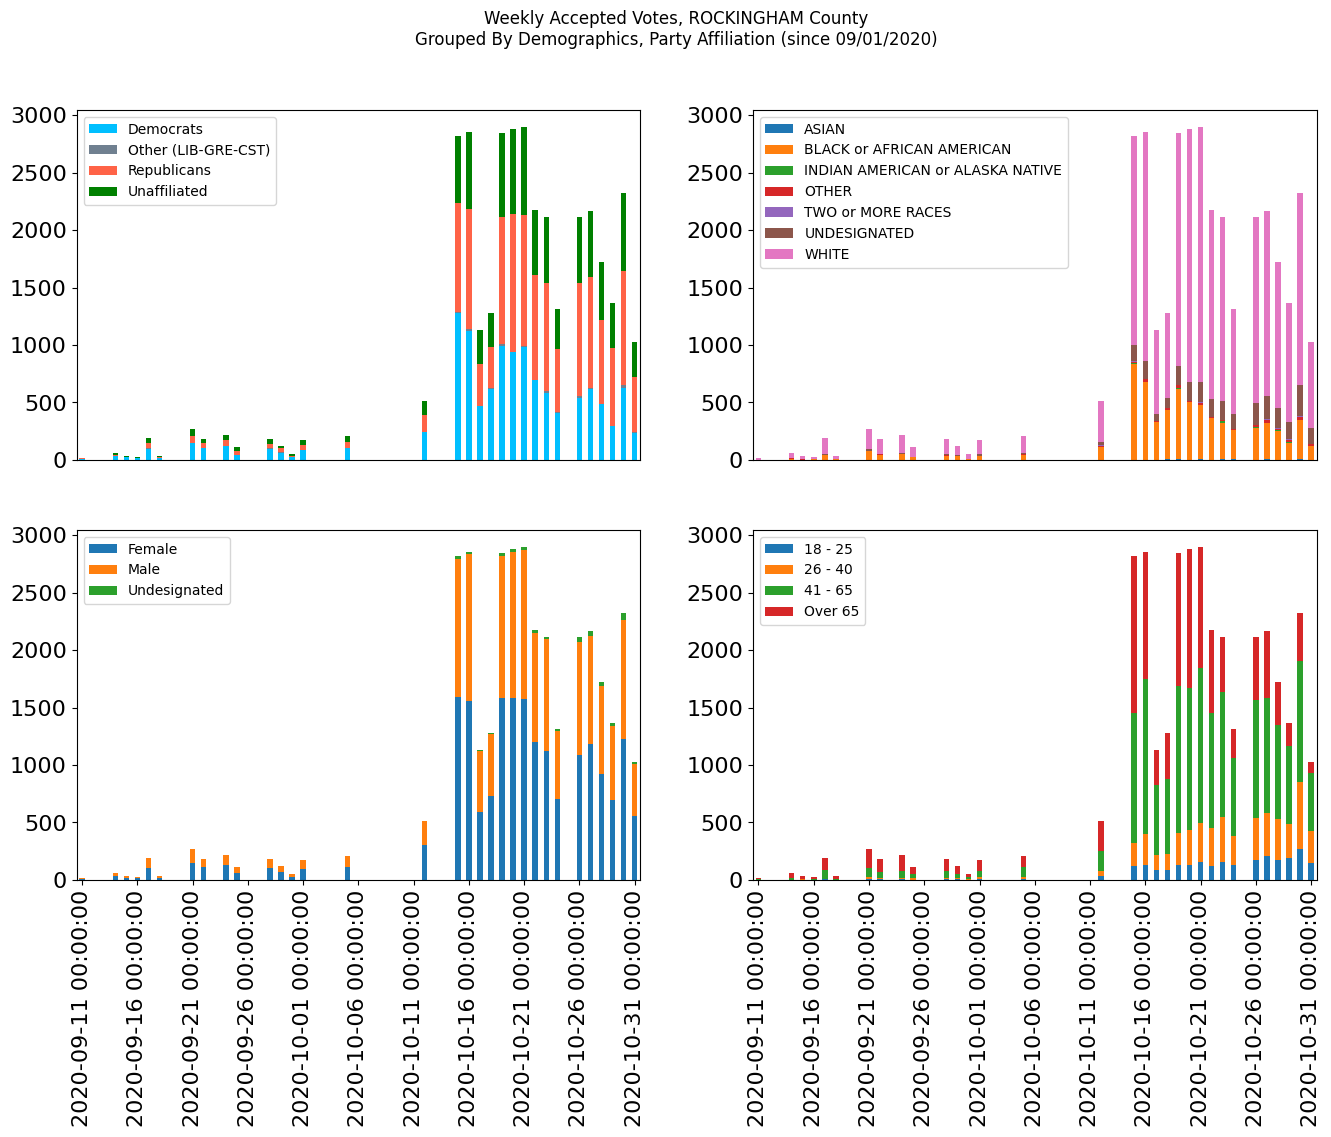 Weekly Accepted Votes, ROCKINGHAM County
Grouped By Demographics, Party Affiliation (since 09/01/2020)
3000
2500
2000
1500
1000
500
0
Democrats
Other (LIB-GRE-CST)
Republicans
Unaffiliated
3000
2500
2000
1500
1000
500
0
ASIAN
BLACK or AFRICAN AMERICAN
INDIAN AMERICAN or ALASKA NATIVE
OTHER
TWO or MORE RACES
UNDESIGNATED
WHITE
3000
2500
2000
1500
1000
500
0
Female
Male
Undesignated
2020-09-11 00:00:00
2020-09-16 00:00:00
2020-09-21 00:00:00
2020-09-26 00:00:00
2020-10-01 00:00:00
2020-10-06 00:00:00
2020-10-11 00:00:00
2020-10-16 00:00:00
2020-10-21 00:00:00
2020-10-26 00:00:00
2020-10-31 00:00:00
3000
2500
2000
1500
1000
500
0
18 - 25
26 - 40
41 - 65
Over 65
2020-09-11 00:00:00
2020-09-16 00:00:00
2020-09-21 00:00:00
2020-09-26 00:00:00
2020-10-01 00:00:00
2020-10-06 00:00:00
2020-10-11 00:00:00
2020-10-16 00:00:00
2020-10-21 00:00:00
2020-10-26 00:00:00
2020-10-31 00:00:00